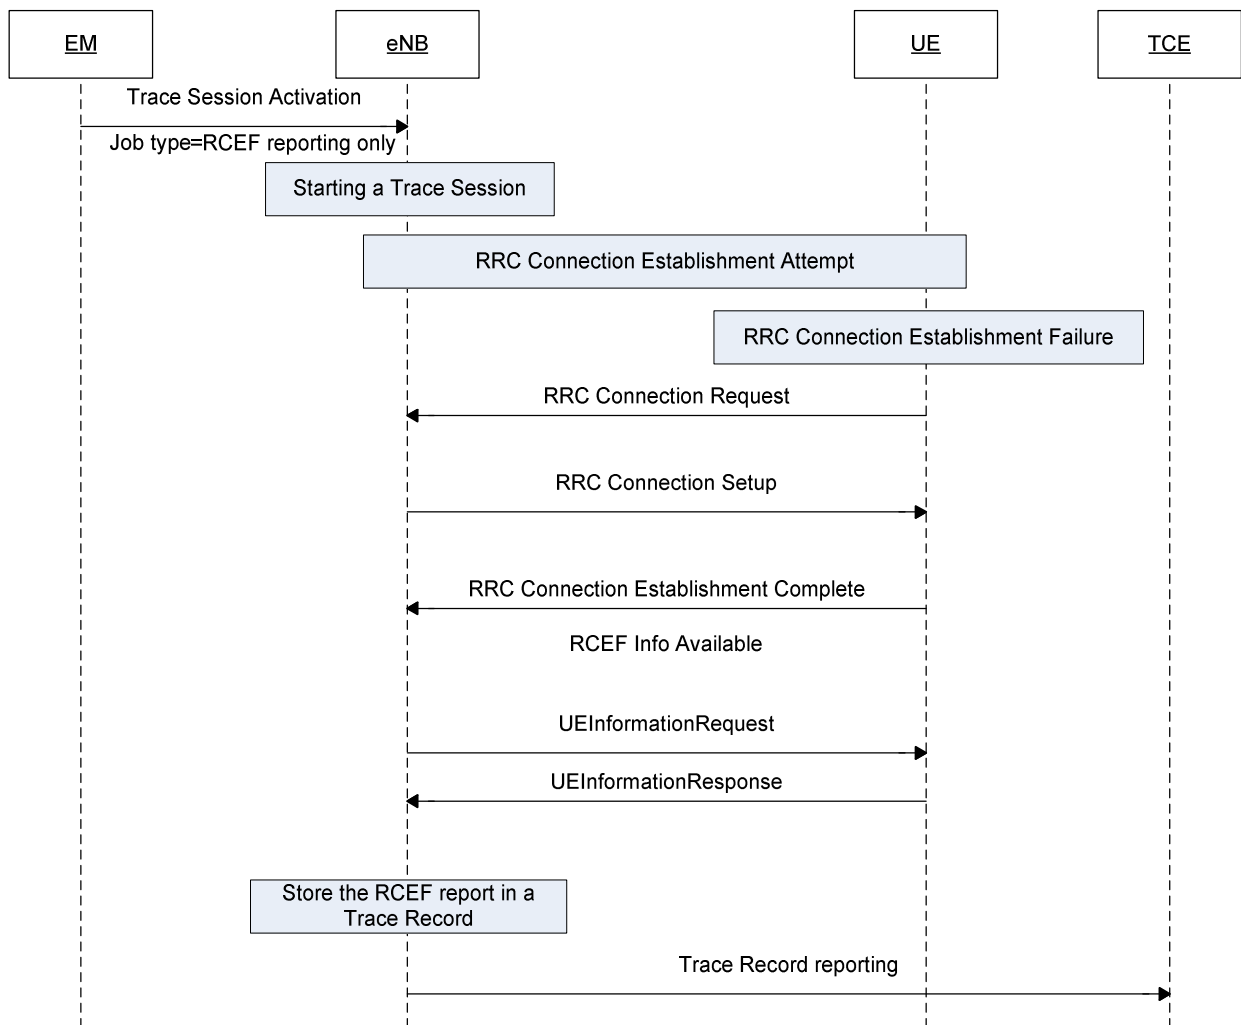 EM
eNB
UE
TCE
Trace Session Activation
Job type=RCEF reporting only
Starting a Trace Session
RRC Connection Establishment Attempt
RRC Connection Establishment Failure
RRC Connection Request
RRC Connection Setup
RRC Connection Establishment Complete
RCEF Info Available
UEInformationRequest
UEInformationResponse
Store the RCEF report in a
Trace Record
Trace Record reporting